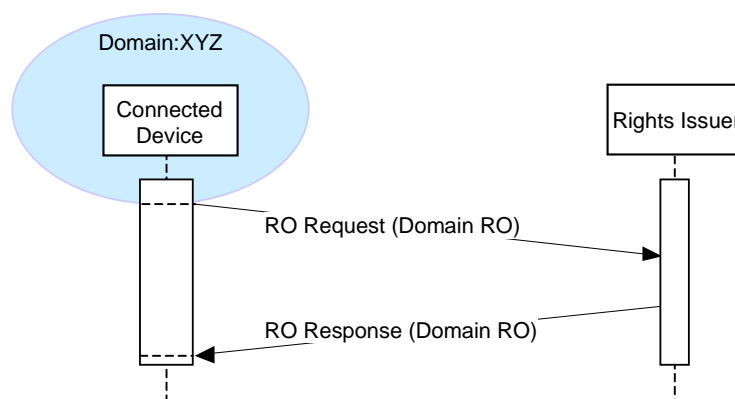 Domain:XYZ
Connected
Device
Rights Issuer
RO Request (Domain RO)
RO Response (Domain RO)